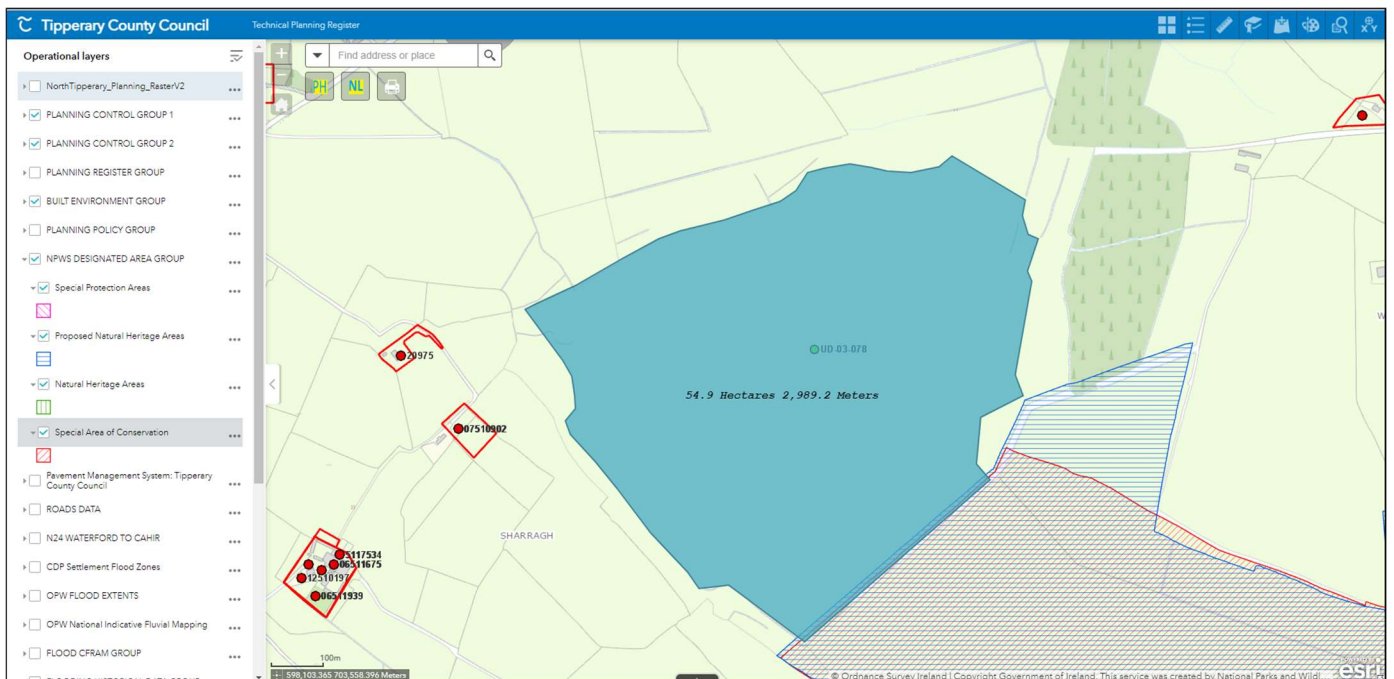 Tipperary County Council
Technical Planning Register
Operational layers
NorthTipperary_Planning_RasterV2
PLANNING CONTROL GROUP 1
PLANNING CONTROL GROUP 2
PLANNING REGISTER GROUP
BUILT ENVIRONMENT GROUP
PLANNING POLICY GROUP
NPWS DESIGNATED AREA GROUP
Special Protection Areas
Proposed Natural Heritage Areas
Natural Heritage Areas
Special Area of Conservation
Pavement Management System: Tipperary
County Council
ROADS DATA
N24 WATERFORD TO CAHIR
CDP Settlement Flood Zones
OPW FLOOD EXTENTS
OPW National Indicative Fluvial Mapping
FLOOD CFRAM GROUP
Find address or place
PH NL
UD-03-078
54.9 Hectares 2,989.2 Meters
20975
07510902
SHARRAGH
5117534
06511675
12510197
06511939
100m
598,103.365 703,558.396 Meters
© Ordnance Survey Ireland | Copyright Government of Ireland. This service was created by National Parks and Wildl
esri